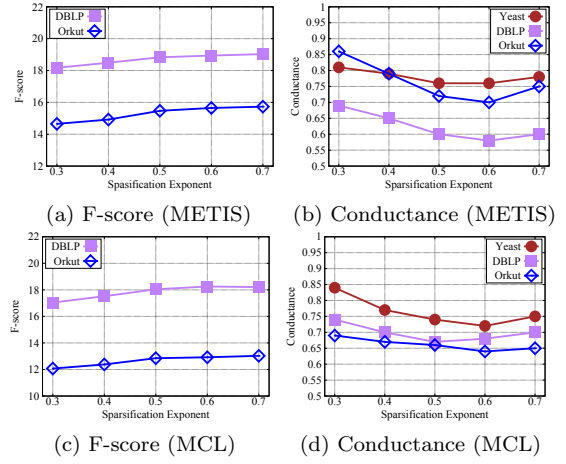 DBLP
Orkut
22
20
18
16
14
12
F-score
0.3 0.4 0.5 0.6 0.7
Spasification Exponent
(a) F-score (METIS)
Yeast
DBLP
Orkut
1
0.95
0.9
0.85
0.8
0.75
0.7
0.65
0.6
0.55
0.5
Conductance
0.3 0.4 0.5 0.6 0.7
Sparsification Exponent
(b) Conductance (METIS)
DBLP
Orkut
22
20
18
16
14
12
10
F-score
0.3 0.4 0.5 0.6 0.7
Sparsification Exponent
(c) F-score (MCL)
Yeast
DBLP
Orkut
1
0.95
0.9
0.85
0.8
0.75
0.7
0.65
0.6
0.55
0.5
Conductance
0.3 0.4 0.5 0.6 0.7
Sparsification Exponent
(d) Conductance (MCL)